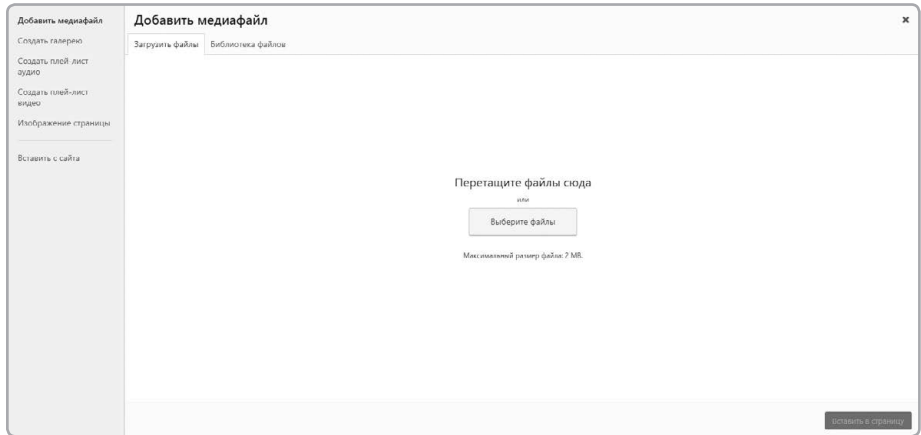 Добавить медиафайл
Создать галерею
Создать плей-лист
аудио
Создать плей-лист
видео
Изображение страницы
Вставить с сайта
Добавить медиафайл
Загрузить файлы
Библиотека файлов
Перетащите файлы сюда
или
Выберите файлы
Максимальный размер файла: 2 MB.
Вставить в страницу